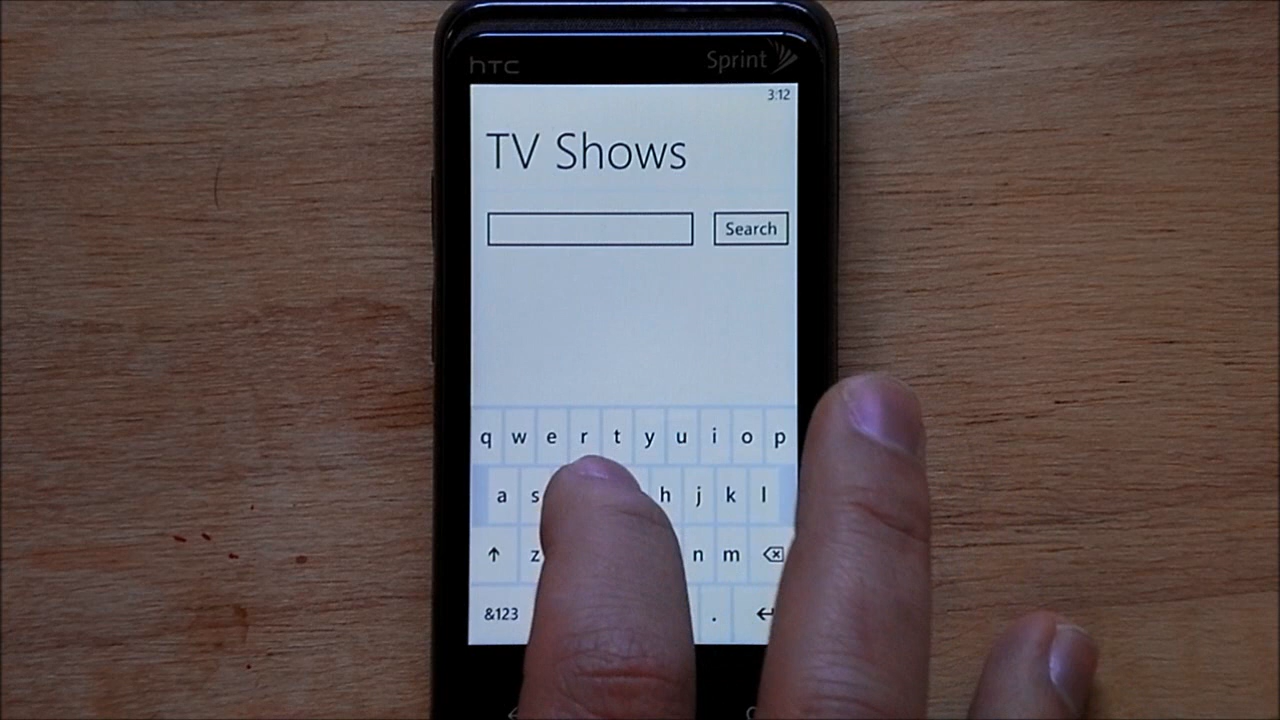 hTC Sprint
3:12
TV Shows
Search
q w e r t y u i o p
a s h j k l
z n m
&123 .